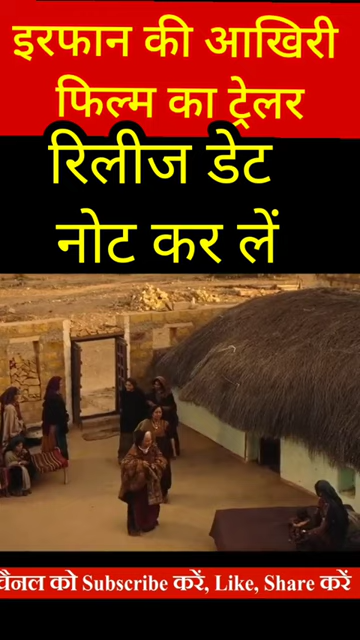 इरफान की आखिरी
फिल्म का ट्रेलर
रिलीज डेट
नोट कर लें
चैनल को Subscribe करें, Like, Share करें